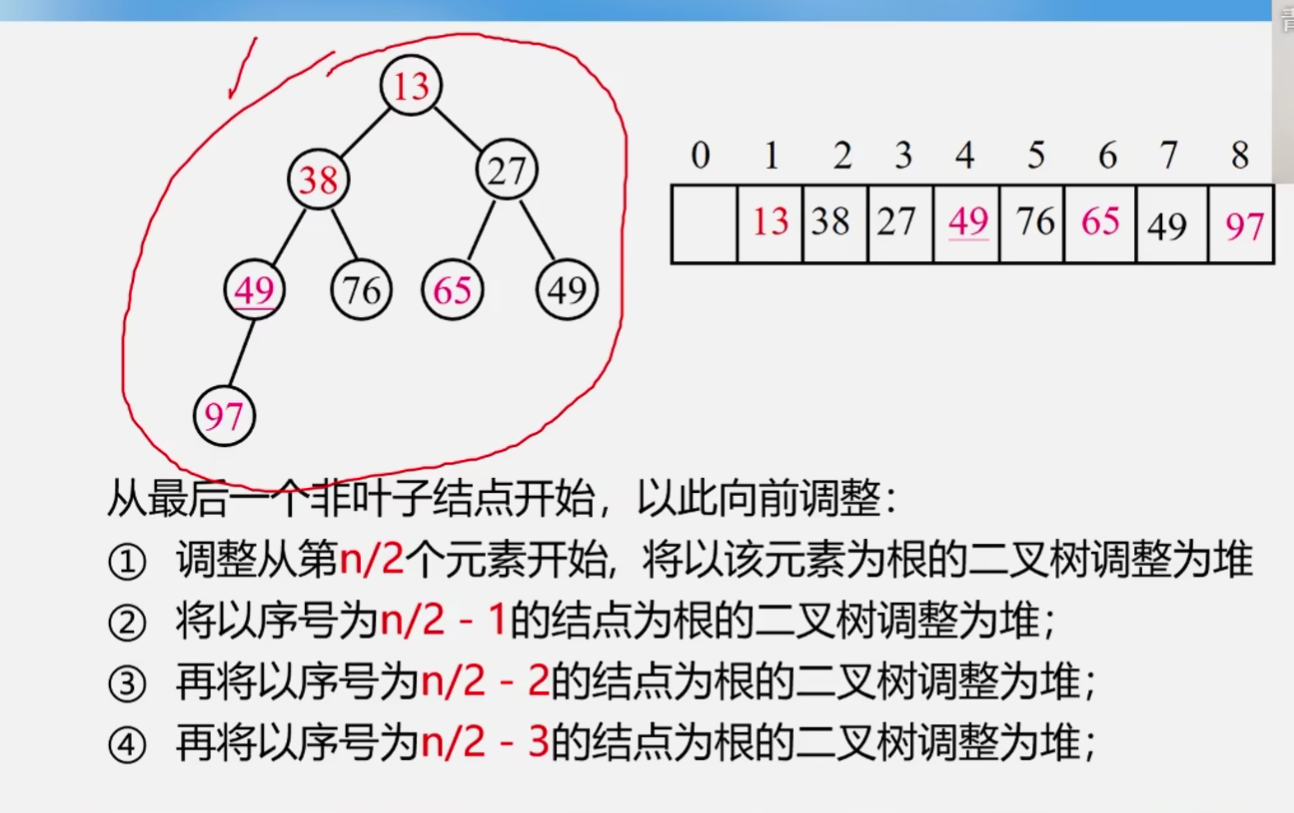 13
38 27
49 76 65 49
97
0 1 2 3 4 5 6 7 8
13 38 27 49 76 65 49 97
从最后一个非叶子结点开始，以此向前调整：
① 调整从第n/2个元素开始, 将以该元素为根的二叉树调整为堆
② 将以序号为n/2 - 1的结点为根的二叉树调整为堆；
③ 再将以序号为n/2 - 2的结点为根的二叉树调整为堆；
④ 再将以序号为n/2 - 3的结点为根的二叉树调整为堆；